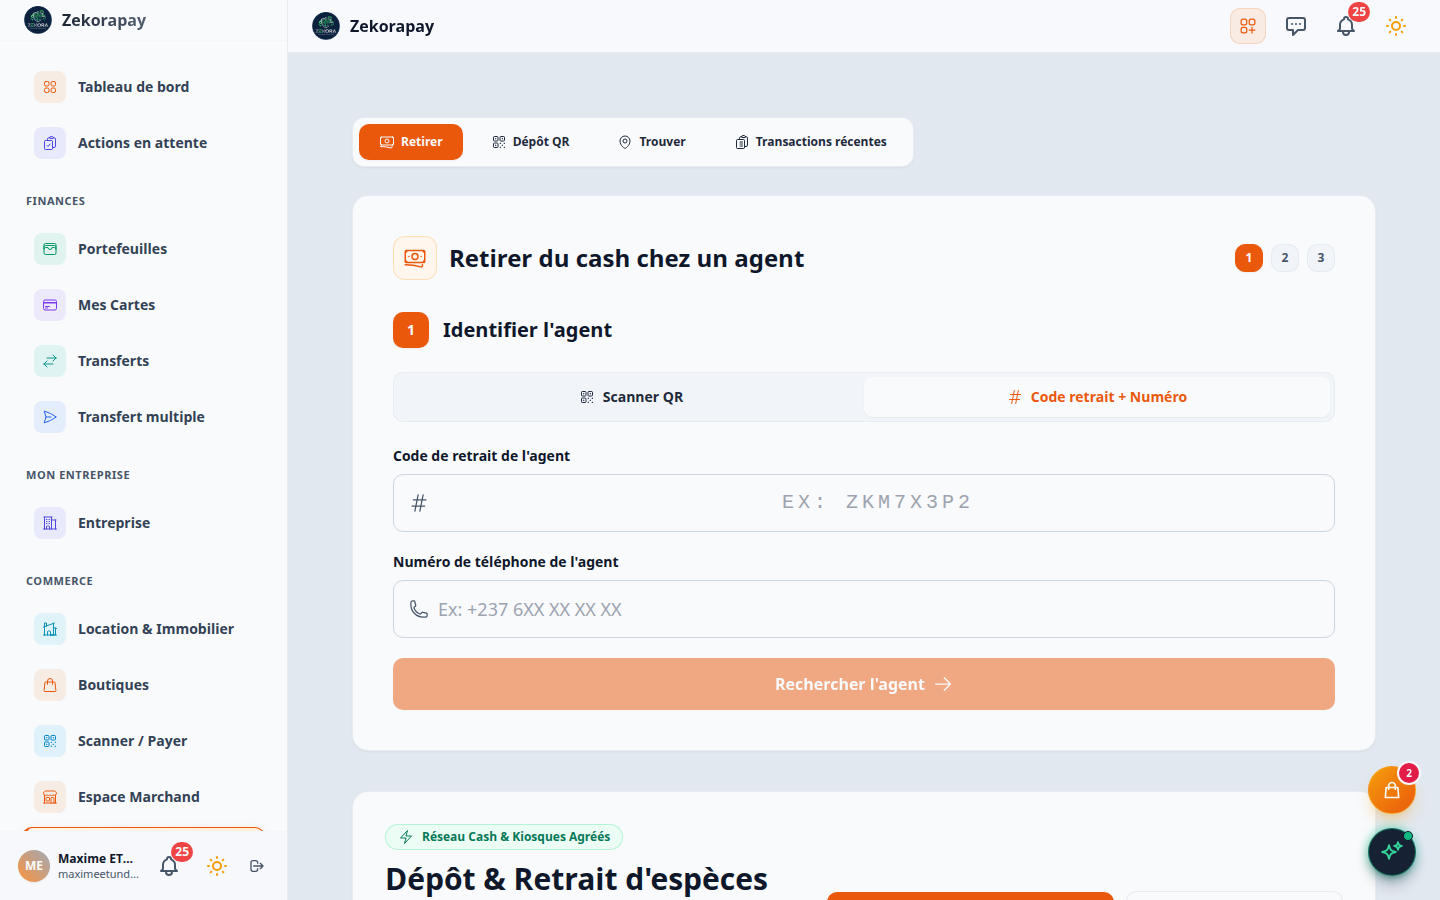 Zekorapay
Tableau de bord
Actions en attente
FINANCES
Portefeuilles
Mes Cartes
Transferts
Transfert multiple
MON ENTREPRISE
Entreprise
COMMERCE
Location & Immobilier
Boutiques
Scanner / Payer
Espace Marchand
ME
Maxime ET...
maximeetund...
25
Zekorapay
25
Retirer
Dépôt QR
Trouver
Transactions récentes
Retirer du cash chez un agent
1 2 3
1 Identifier l'agent
Scanner QR
# Code retrait + Numéro
Code de retrait de l'agent
# EX: ZKM7X3P2
Numéro de téléphone de l'agent
Ex: +237 6XX XX XX XX
Rechercher l'agent →
2
Réseau Cash & Kiosques Agréés
Dépôt & Retrait d'espèces